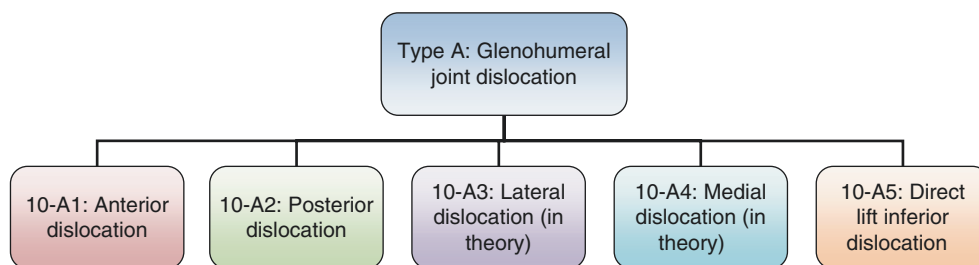 Type A: Glenohumeral
joint dislocation
10-A1: Anterior
dislocation
10-A2: Posterior
dislocation
10-A3: Lateral
dislocation (in
theory)
10-A4: Medial
dislocation (in
theory)
10-A5: Direct
lift inferior
dislocation